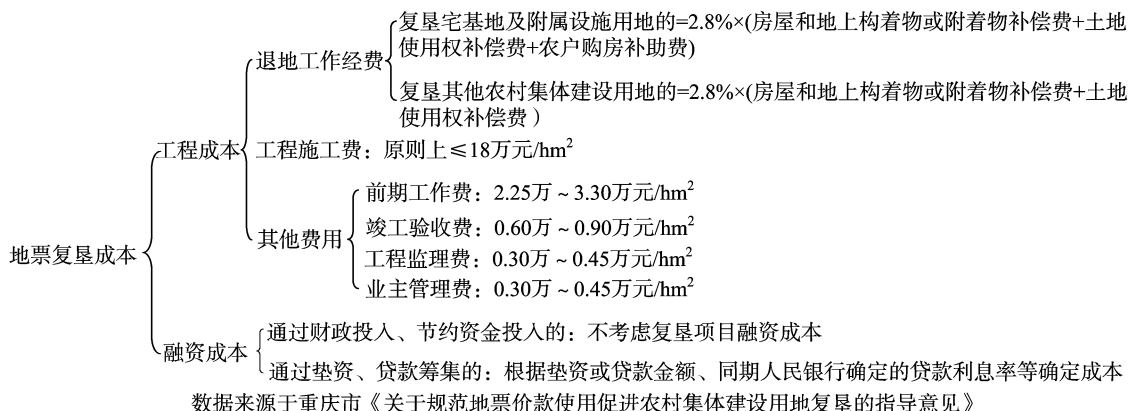 复垦宅基地及附属设施用地的=2.8%×(房屋和地上构着物或附着物补偿费+土地
使用权补偿费+农户购房补助费)
退地工作经费
复垦其他农村集体建设用地的=2.8%×(房屋和地上构着物或附着物补偿费+土地
使用权补偿费）
工程成本
工程施工费：原则上≤18万元/hm²
前期工作费：2.25万~3.30万元/hm²
竣工验收费：0.60万~0.90万元/hm²
其他费用
工程监理费：0.30万~0.45万元/hm²
业主管理费：0.30万~0.45万元/hm²
地票复垦成本
通过财政投入、节约资金投入的：不考虑复垦项目融资成本
融资成本
通过垫资、贷款筹集的：根据垫资或贷款金额、同期人民银行确定的贷款利息率等确定成本
数据来源于重庆市《关于规范地票价款使用促进农村集体建设用地复垦的指导意见》